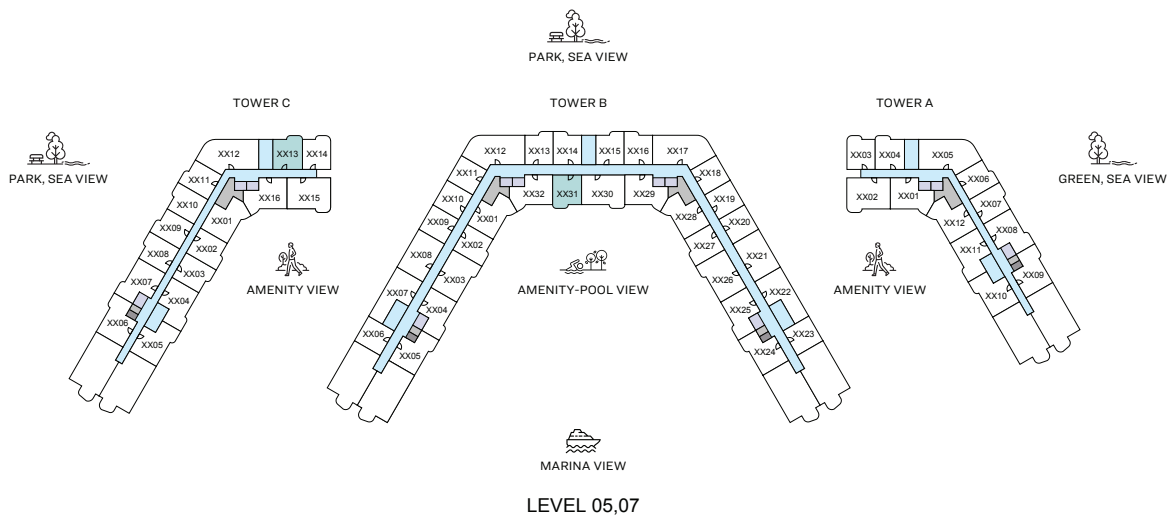 PARK, SEA VIEW
TOWER C
TOWER B
TOWER A
PARK, SEA VIEW
GREEN, SEA VIEW
XX12
XX13
XX14
XX11
XX10
XX09
XX08
XX07
XX06
XX01
XX16
XX15
XX02
XX03
XX04
XX05
XX12
XX13
XX14
XX15
XX16
XX17
XX11
XX10
XX09
XX08
XX07
XX06
XX32
XX31
XX30
XX29
XX01
XX02
XX03
XX04
XX05
XX18
XX19
XX20
XX21
XX22
XX23
XX28
XX27
XX26
XX25
XX24
XX03
XX04
XX05
XX02
XX01
XX06
XX07
XX08
XX09
XX12
XX11
XX10
AMENITY VIEW
AMENITY-POOL VIEW
AMENITY VIEW
MARINA VIEW
LEVEL 05,07